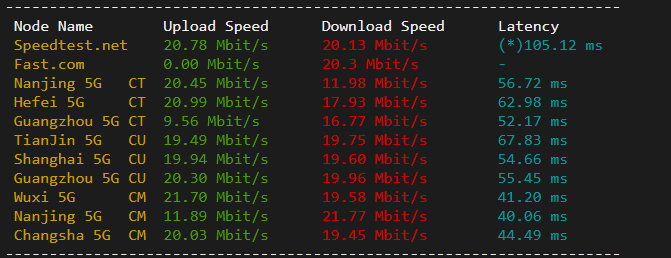 ---------------------------------------------------------------------
Node Name Upload Speed Download Speed Latency
Speedtest.net 20.78 Mbit/s 20.13 Mbit/s (*)105.12 ms
Fast.com 0.00 Mbit/s 20.3 Mbit/s -
Nanjing 5G CT 20.45 Mbit/s 11.98 Mbit/s 56.72 ms
Hefei 5G CT 20.99 Mbit/s 17.93 Mbit/s 62.98 ms
Guangzhou 5G CT 9.56 Mbit/s 16.77 Mbit/s 52.17 ms
TianJin 5G CU 19.49 Mbit/s 19.75 Mbit/s 67.83 ms
Shanghai 5G CU 19.94 Mbit/s 19.60 Mbit/s 54.66 ms
Guangzhou 5G CU 20.30 Mbit/s 19.96 Mbit/s 55.45 ms
Wuxi 5G CM 21.70 Mbit/s 19.58 Mbit/s 41.20 ms
Nanjing 5G CM 11.89 Mbit/s 21.77 Mbit/s 40.06 ms
Changsha 5G CM 20.03 Mbit/s 19.45 Mbit/s 44.49 ms
---------------------------------------------------------------------